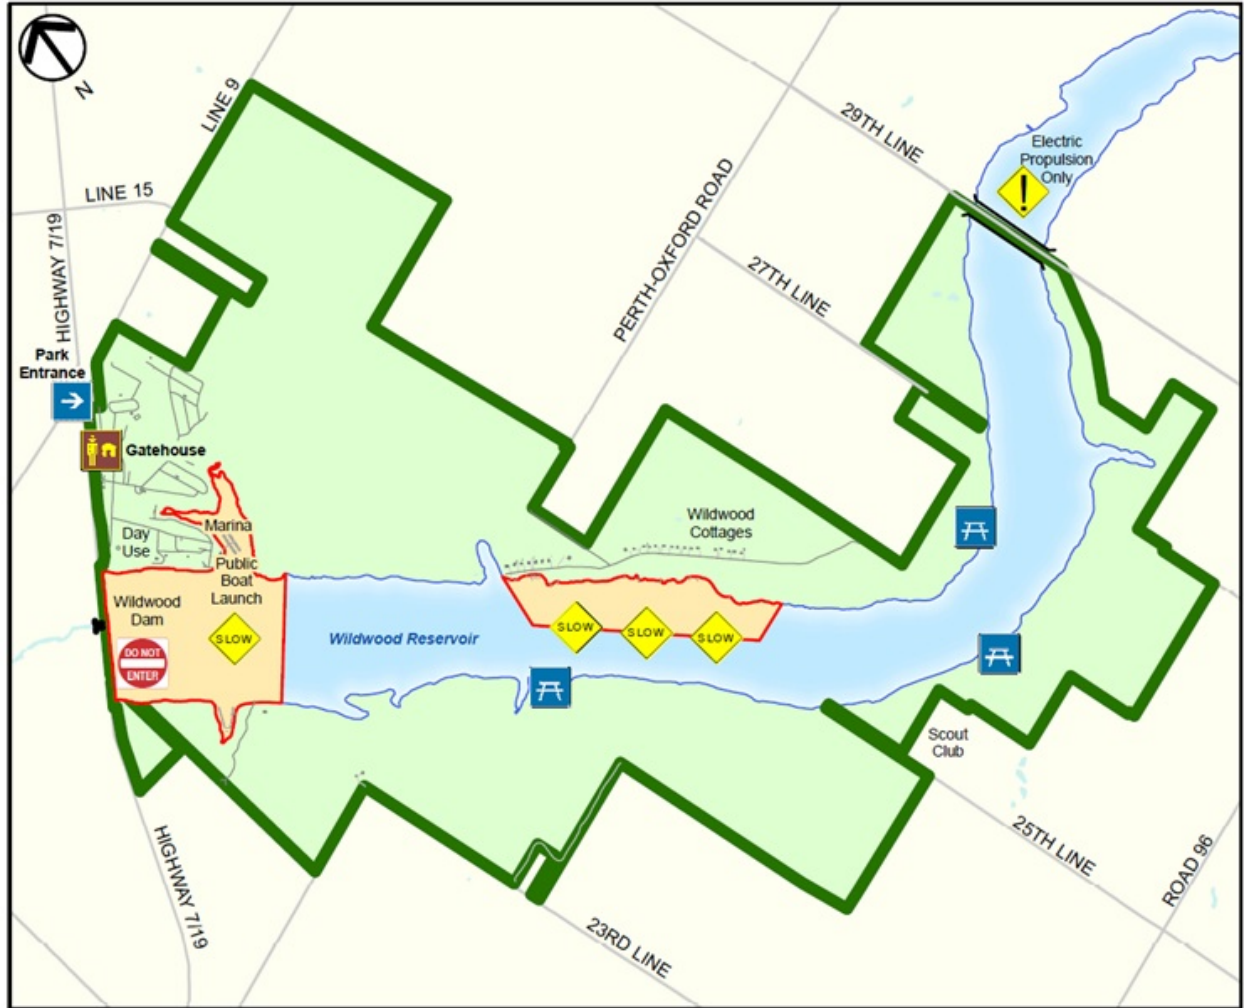 N
LINE 9
29TH LINE
Electric
Propulsion
Only
!
LINE 15
HIGHWAY 7/19
PERTH-OXFORD ROAD
27TH LINE
Park
Entrance
Gatehouse
Marina
Day
Use
Public
Boat
Launch
Wildwood
Cottages
Wildwood
Dam
SLOW
DO NOT
ENTER
Wildwood Reservoir
SLOW
SLOW
SLOW
Scout
Club
25TH LINE
ROAD 96
HIGHWAY 7/19
23RD LINE